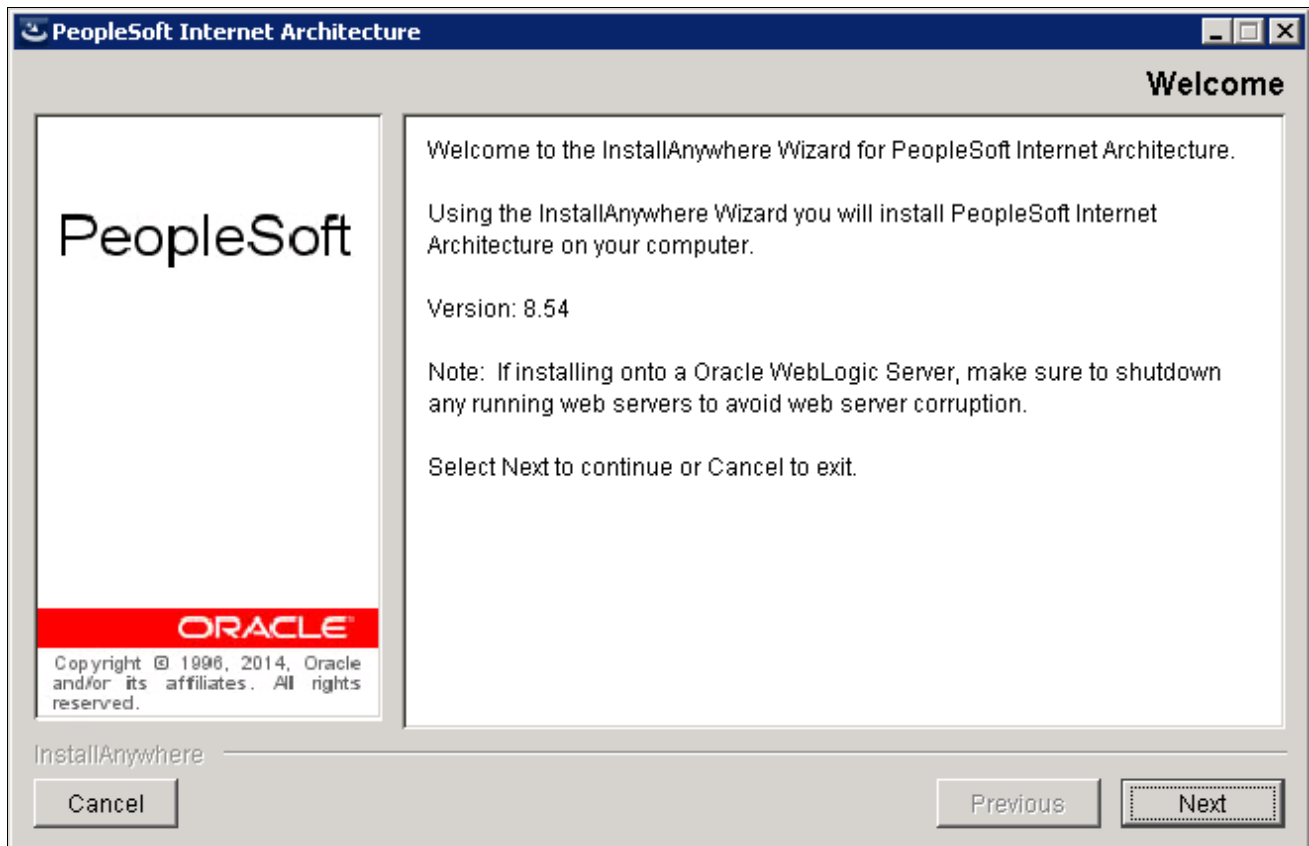 PeopleSoft Internet Architecture
Welcome
PeopleSoft
ORACLE
Copyright © 1996, 2014, Oracle
and/or its affiliates. All rights
reserved.
Welcome to the InstallAnywhere Wizard for PeopleSoft Internet Architecture.
Using the InstallAnywhere Wizard you will install PeopleSoft Internet
Architecture on your computer.
Version: 8.54
Note:  If installing onto a Oracle WebLogic Server, make sure to shutdown
any running web servers to avoid web server corruption.
Select Next to continue or Cancel to exit.
InstallAnywhere
Cancel
Previous
Next